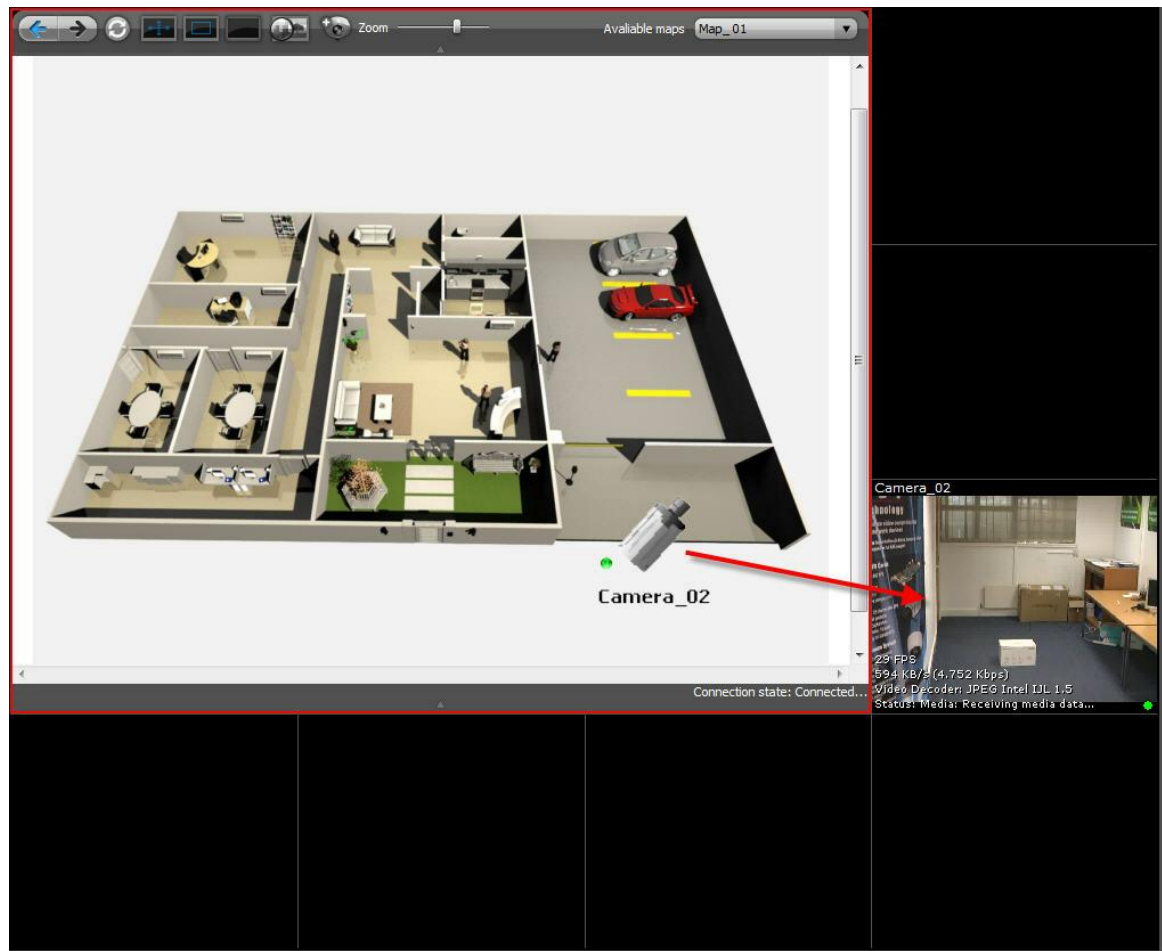 Zoom
Avaliable maps
Map_01
Camera_02
Connection state: Connected...
Camera_02
hnology
29 FPS
594 KB/s (4.752 Kbps)
Video Decoder: JPEG Intel IJL 1.5
Status: Media: Receiving media data...